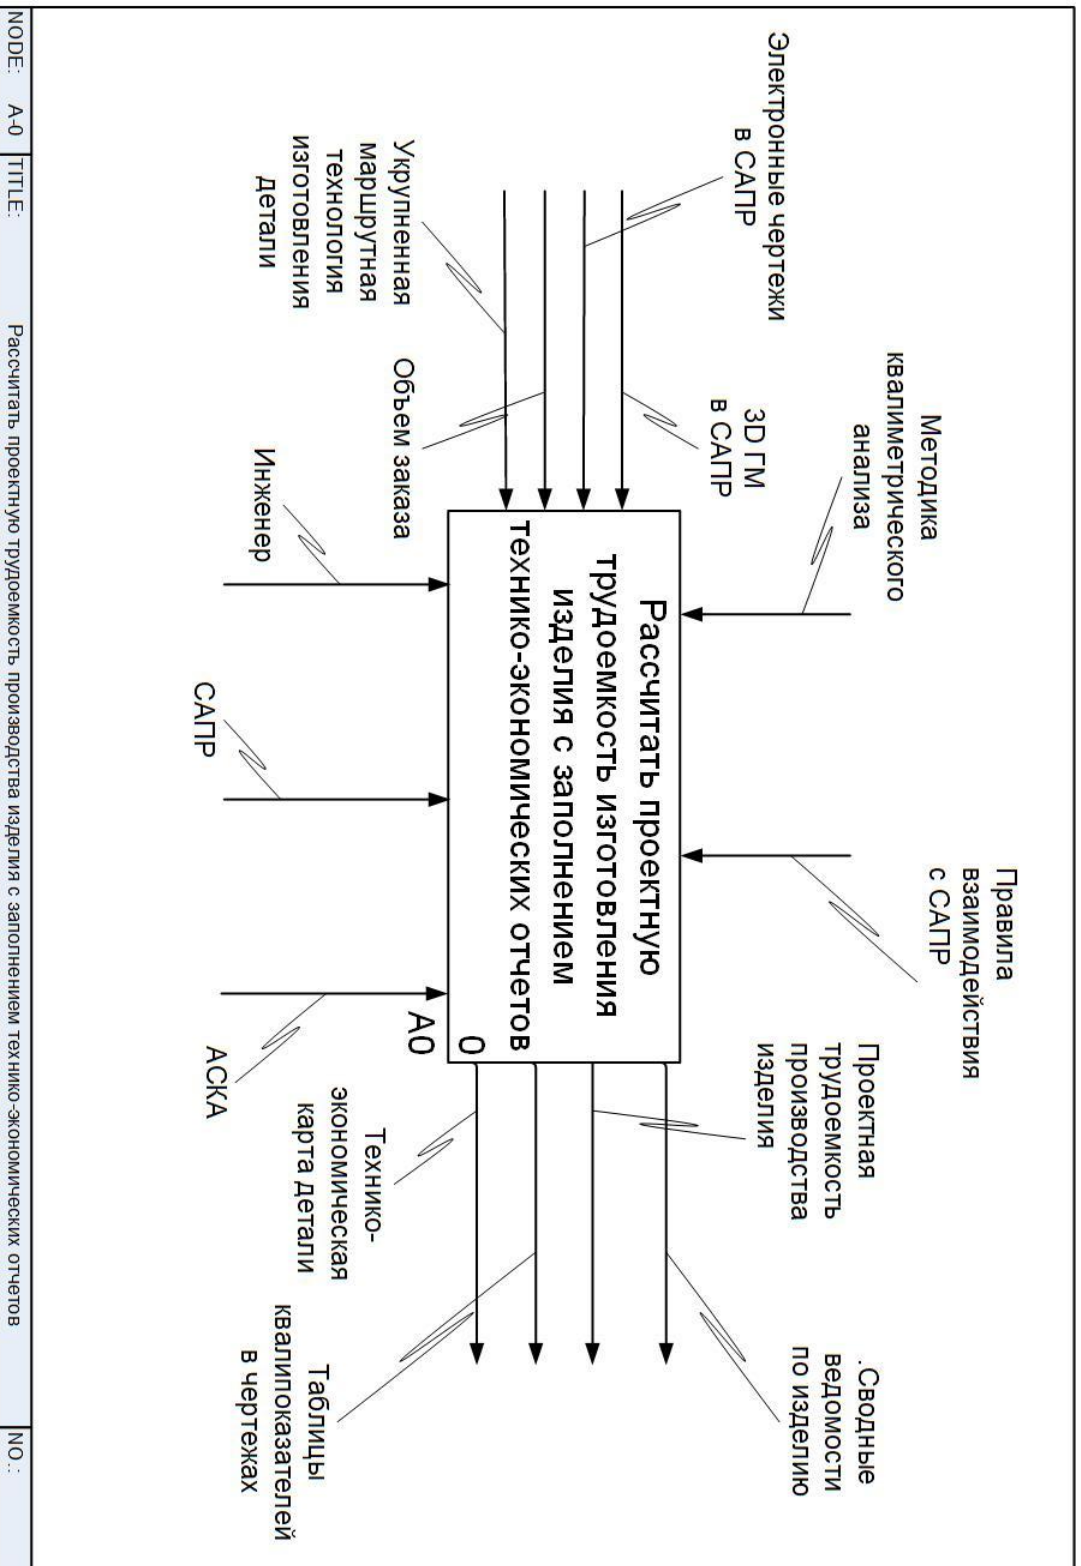 Методика
квалиметрического
анализа
Правила
взаимодействия
с САПР
Электронные чертежи
в САПР
3D ГМ
в САПР
Укрупненная
маршрутная
технология
изготовления
детали
Объем заказа
Рассчитать проектную
трудоемкость изготовления
изделия с заполнением
технико-экономических отчетов
0
A0
Проектная
трудоемкость
производства
изделия
.Сводные
ведомости
по изделию
Технико-
экономическая
карта детали
Таблицы
квалипоказателей
в чертежах
Инженер
САПР
АСКА
NODE: A-0 TITLE: Рассчитать проектную трудоемкость производства изделия с заполнением технико-экономических отчетов NO.: